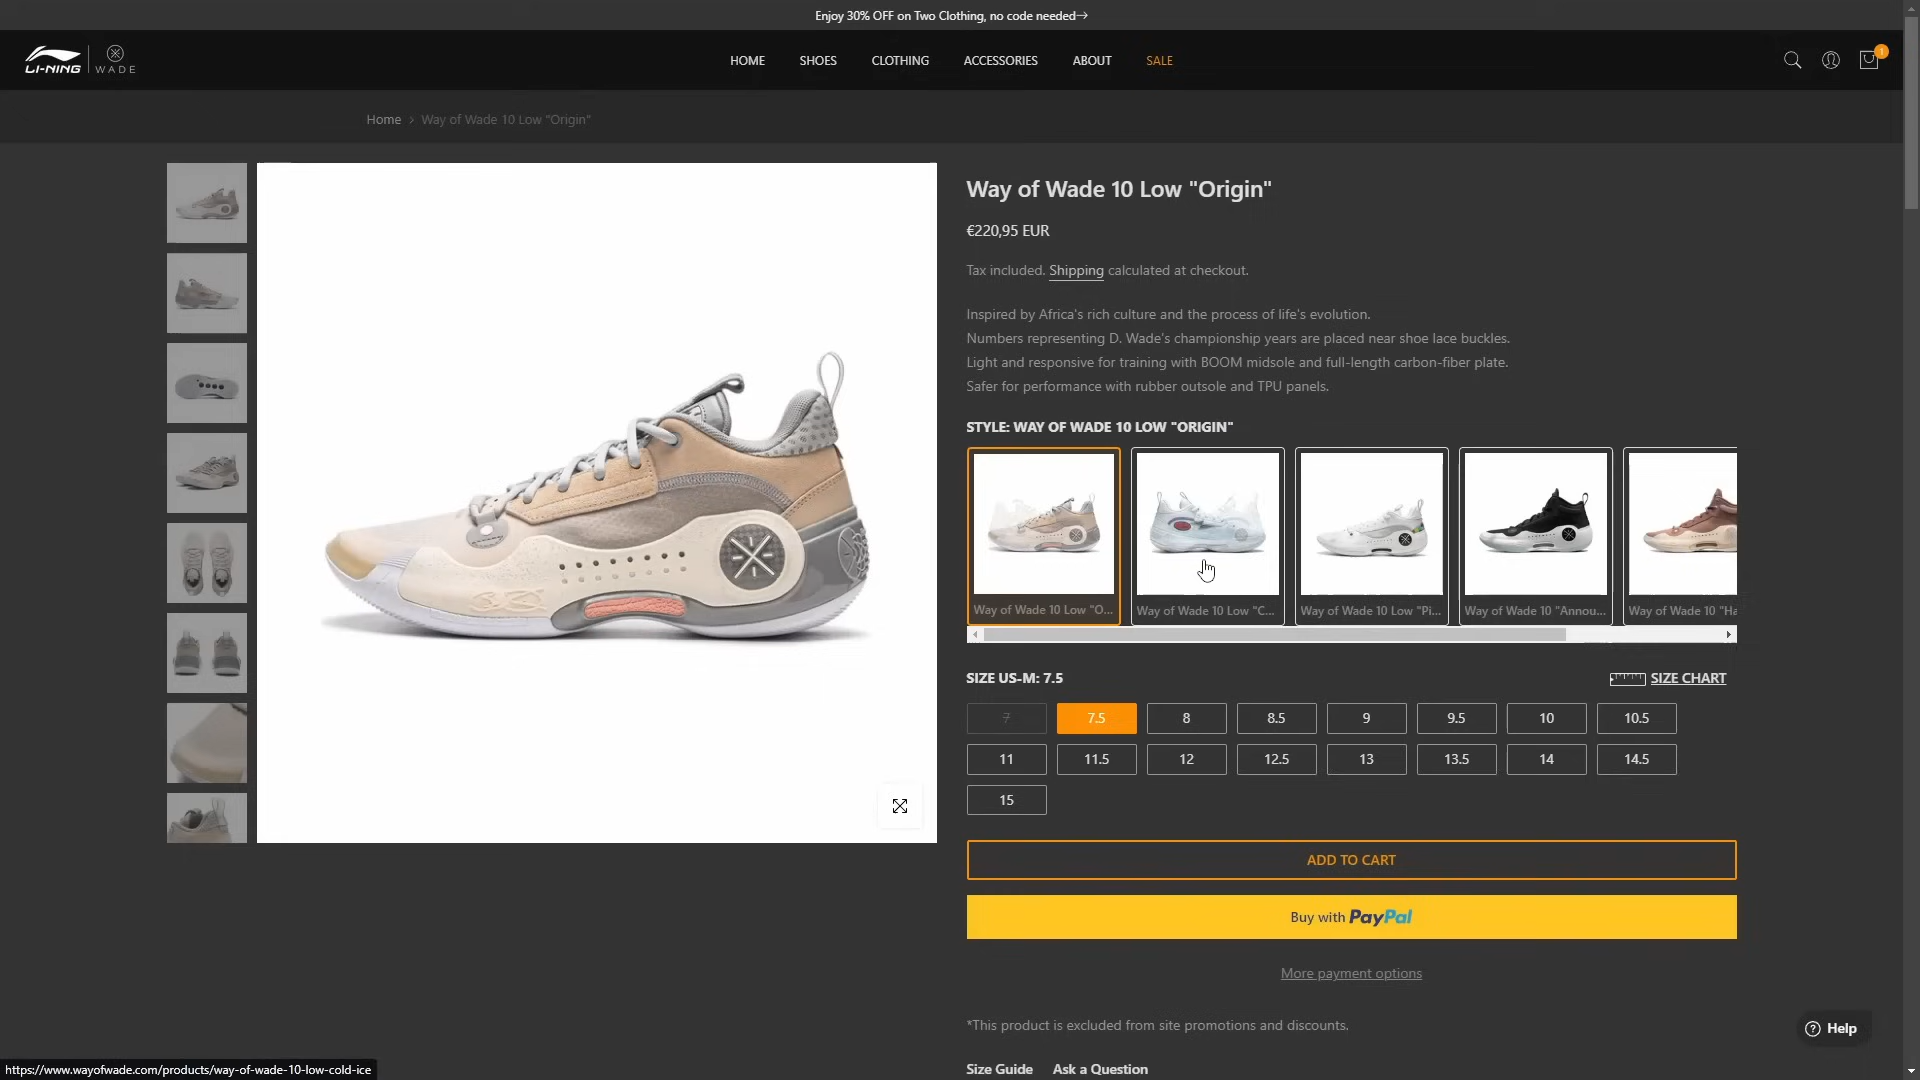 Enjoy 30% OFF on Two Clothing, no code needed→
LI-NING WADE
HOME SHOES CLOTHING ACCESSORIES ABOUT SALE
1
Home > Way of Wade 10 Low "Origin"
Way of Wade 10 Low "Origin"
€220,95 EUR
Tax included. Shipping calculated at checkout.
Inspired by Africa's rich culture and the process of life's evolution.
Numbers representing D. Wade's championship years are placed near shoe lace buckles.
Light and responsive for training with BOOM midsole and full-length carbon-fiber plate.
Safer for performance with rubber outsole and TPU panels.
STYLE: WAY OF WADE 10 LOW "ORIGIN"
Way of Wade 10 Low "O... Way of Wade 10 Low "C... Way of Wade 10 Low "Pi... Way of Wade 10 "Annou... Way of Wade 10 "Ha
SIZE US-M: 7.5 SIZE CHART
7 7.5 8 8.5 9 9.5 10 10.5
11 11.5 12 12.5 13 13.5 14 14.5
15
ADD TO CART
Buy with PayPal
More payment options
*This product is excluded from site promotions and discounts.
Help
Size Guide Ask a Question
https://www.wayofwade.com/products/way-of-wade-10-low-cold-ice